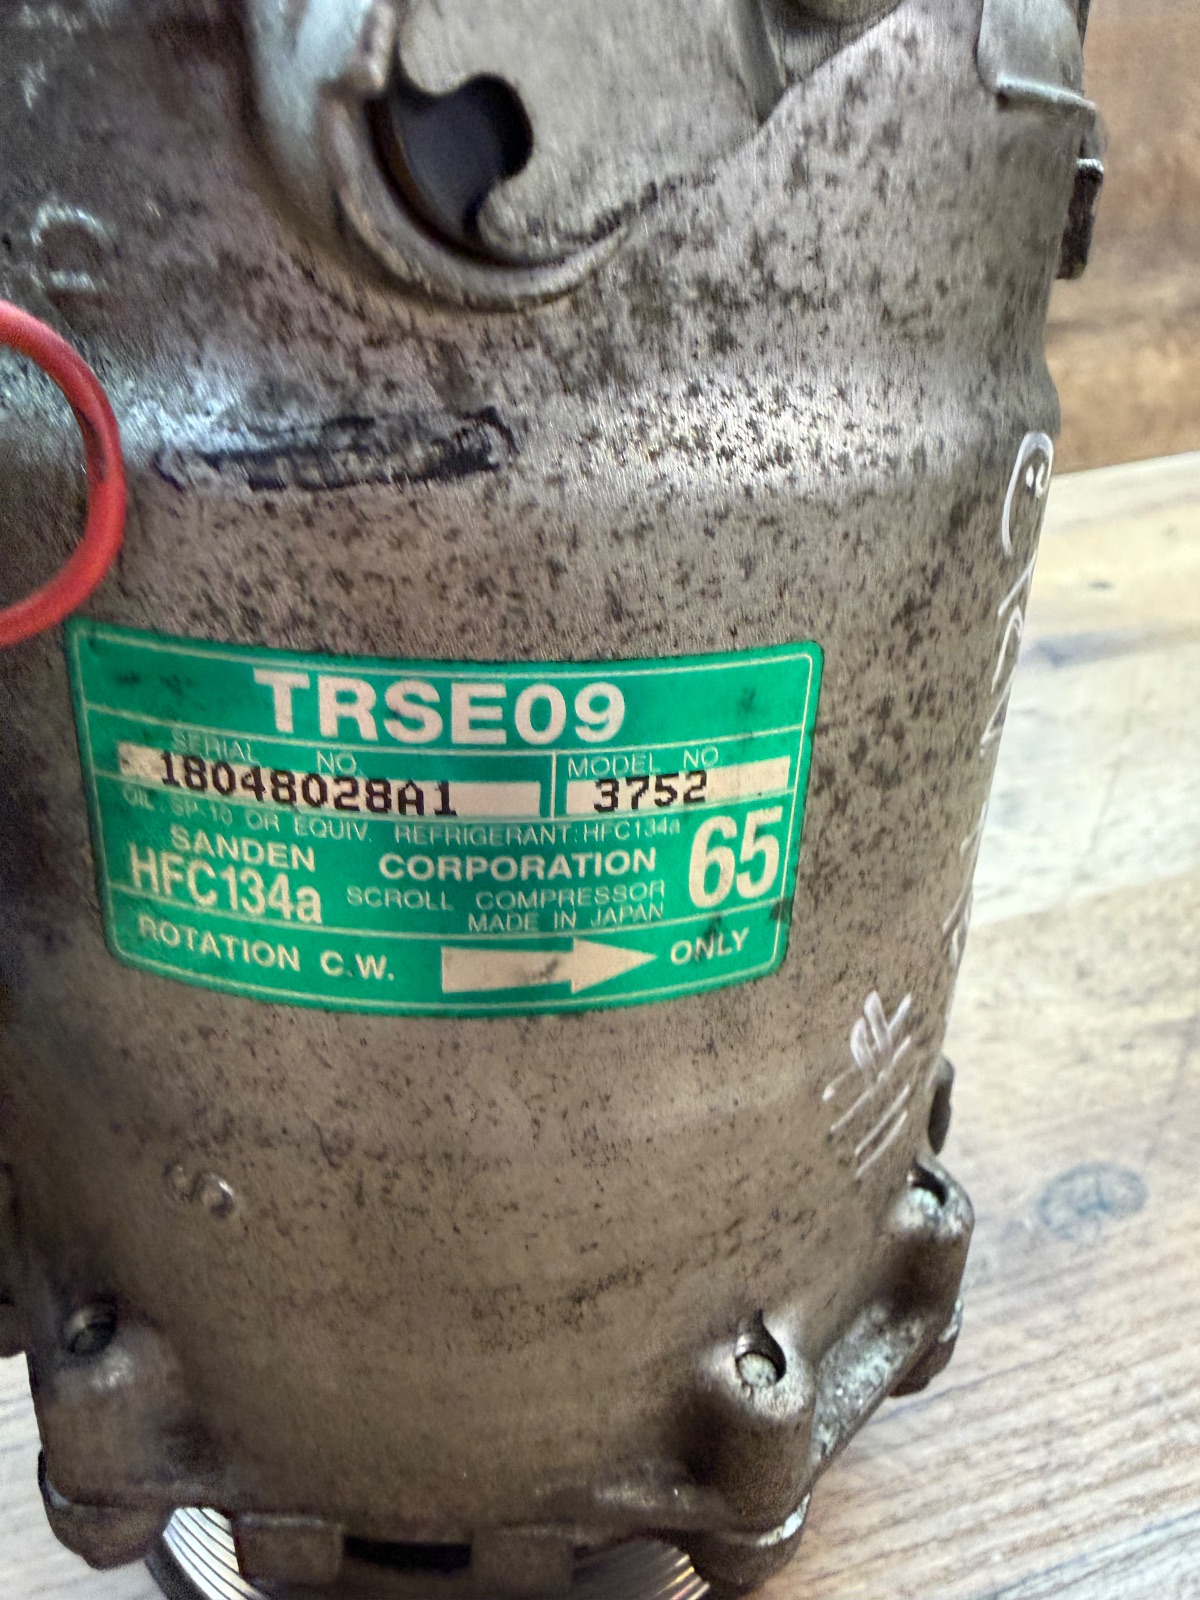 TRSE09
SERIAL NO.
MODEL NO
18048028A1
3752
OIL : SP-10 OR EQUIV. REFRIGERANT: HFC134a
SANDEN CORPORATION
65
HFC134a
SCROLL COMPRESSOR
MADE IN JAPAN
ROTATION C.W.
ONLY